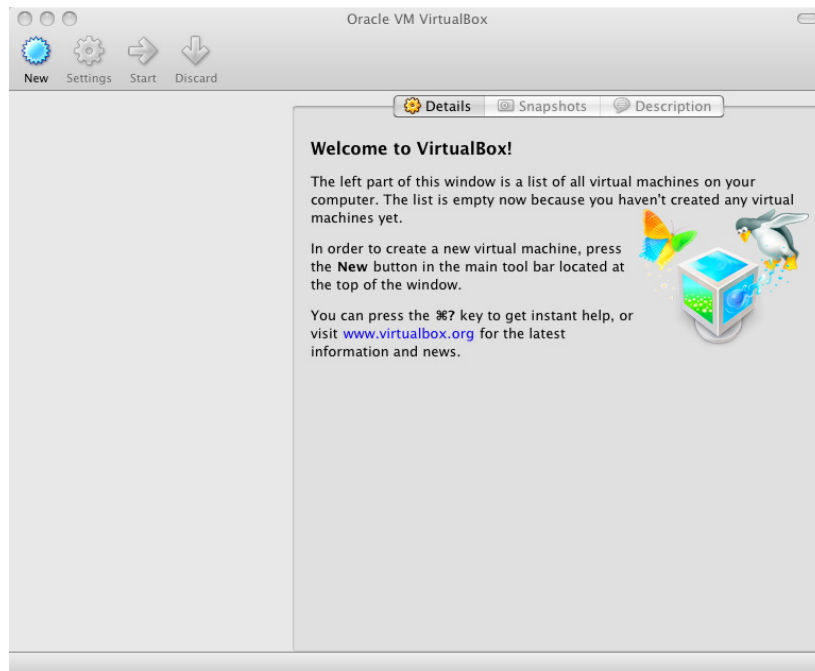 Oracle VM VirtualBox
New Settings Start Discard
Details Snapshots Description
Welcome to VirtualBox!
The left part of this window is a list of all virtual machines on your
computer. The list is empty now because you haven't created any virtual
machines yet.
In order to create a new virtual machine, press
the New button in the main tool bar located at
the top of the window.
You can press the ⌘? key to get instant help, or
visit www.virtualbox.org for the latest
information and news.